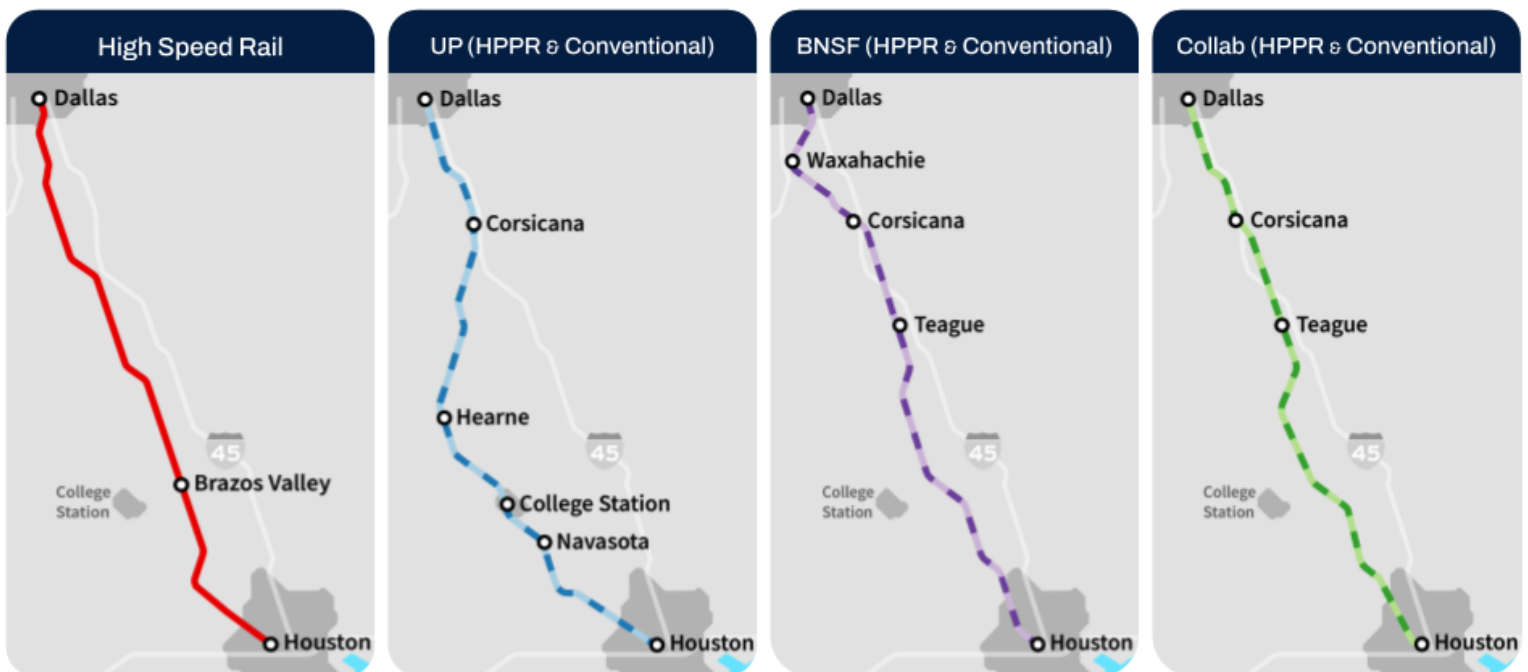 High Speed Rail
Dallas
45
Brazos Valley
College
Station
Houston
UP (HPPR & Conventional)
Dallas
Corsicana
Hearne
45
College Station
Navasota
Houston
BNSF (HPPR & Conventional)
Dallas
Waxahachie
Corsicana
Teague
45
College
Station
Houston
Collab (HPPR & Conventional)
Dallas
Corsicana
Teague
45
College
Station
Houston